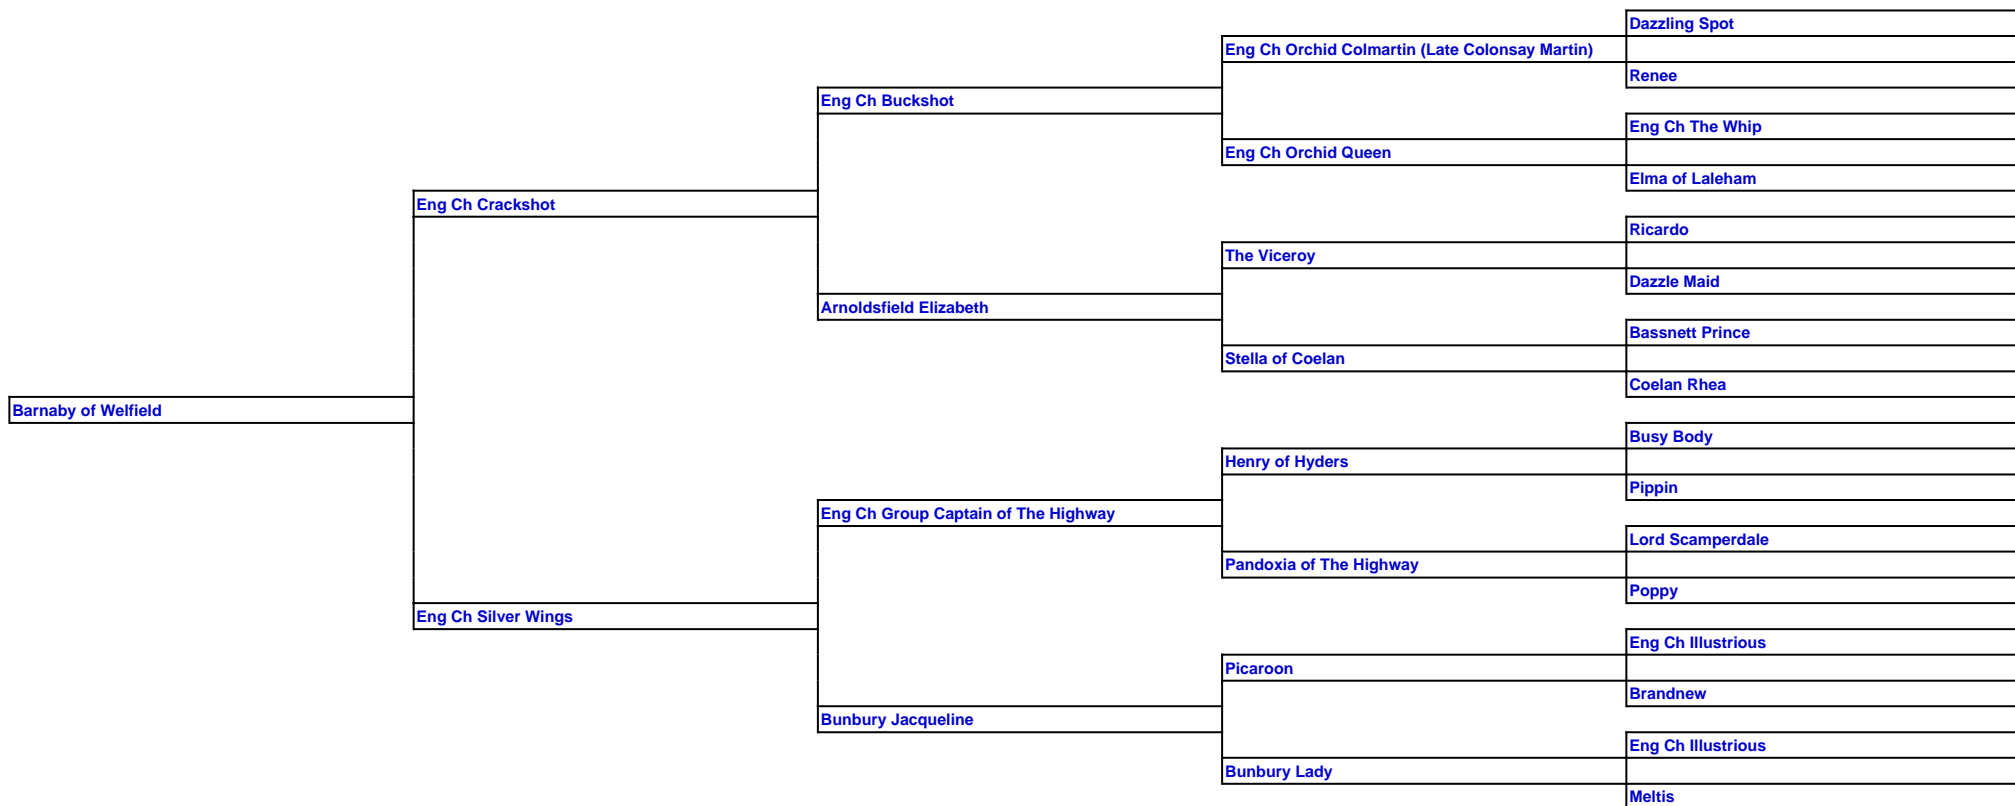 Dazzling Spot
Eng Ch Orchid Colmartin (Late Colonsay Martin)
Renee
Eng Ch Buckshot
Eng Ch The Whip
Eng Ch Orchid Queen
Elma of Laleham
Eng Ch Crackshot
Ricardo
The Viceroy
Dazzle Maid
Arnoldsfield Elizabeth
Bassnett Prince
Stella of Coelan
Coelan Rhea
Barnaby of Welfield
Busy Body
Henry of Hyders
Pippin
Eng Ch Group Captain of The Highway
Lord Scamperdale
Pandoxia of The Highway
Poppy
Eng Ch Silver Wings
Eng Ch Illustrious
Picaroon
Brandnew
Bunbury Jacqueline
Eng Ch Illustrious
Bunbury Lady
Meltis